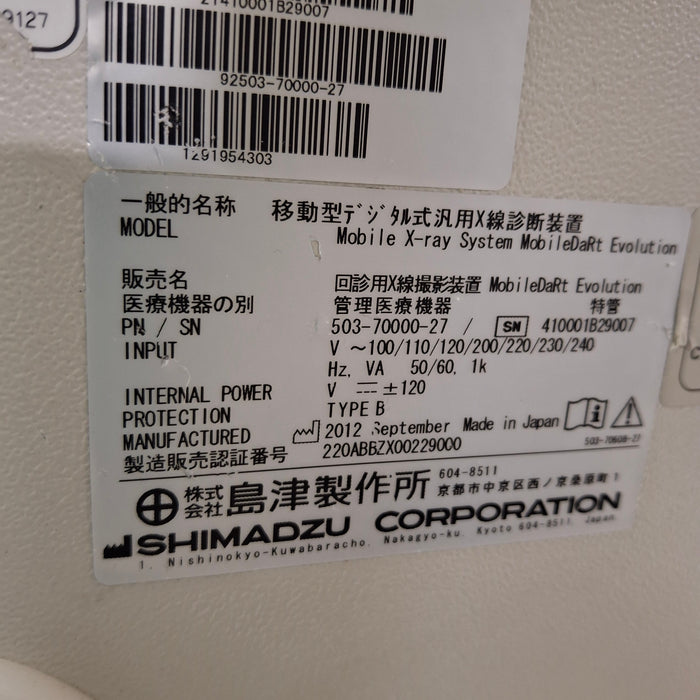 9127
21410001B29007
92503-70000-27
1291954303
一般的名称 移動型デジタル式汎用X線診断装置
MODEL Mobile X-ray System MobileDaRt Evolution
販売名 回診用X線撮影装置 MobileDaRt Evolution
医療機器の別 管理医療機器 特管
PN / SN 503-70000-27 / SN 410001B29007
INPUT V ~100/110/120/200/220/230/240
Hz, VA 50/60, 1k
INTERNAL POWER V ⎓ ±120
PROTECTION TYPE B
MANUFACTURED 2012 September Made in Japan
製造販売認証番号 220ABBZX00229000
503-70608-27
株式会社 島津製作所 604-8511
京都市中京区西ノ京桑原町1
SHIMADZU CORPORATION
1, Nishinokyo-Kuwabaracho, Nakagyo-ku, Kyoto 604-8511, Japan